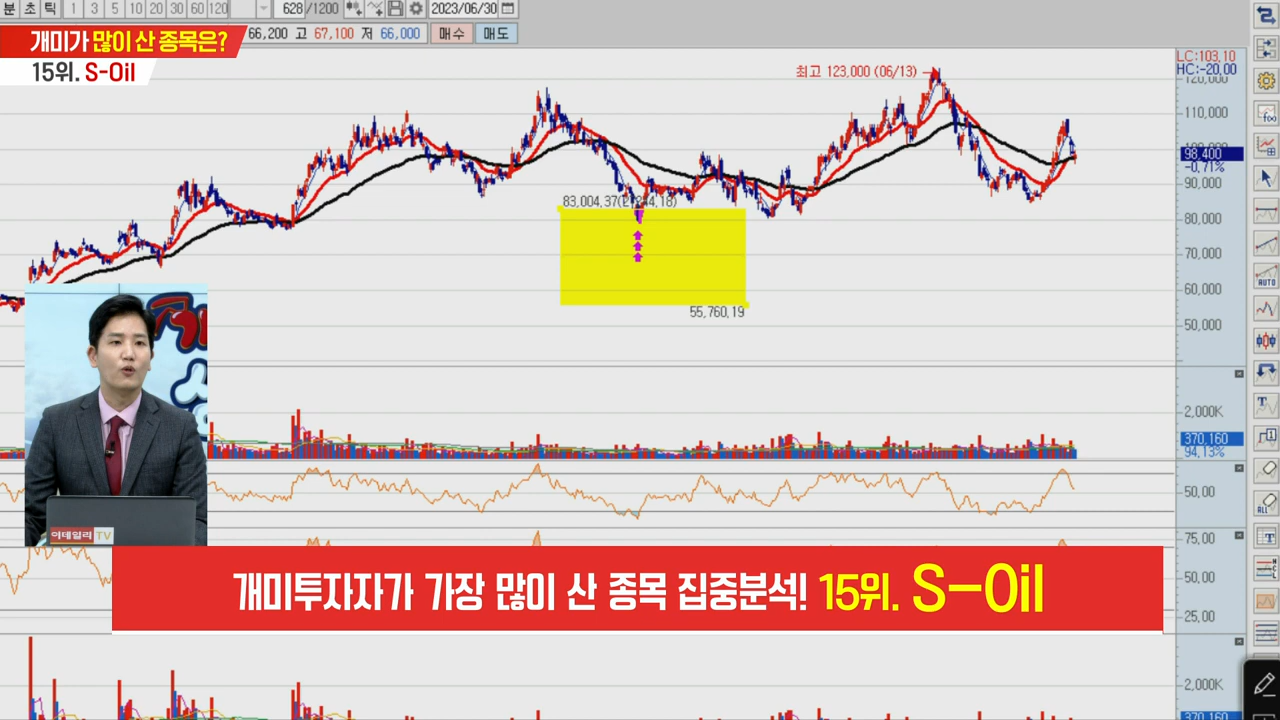 분 초 틱 1 3 5 10 20 30 60 120 628 /1200 2023/06/30
66,200 고 67,100 저 66,000 매수 매도
개미가 많이 산 종목은?
15위. S-Oil
LC:103,10
HC:-20,00
최고 123,000 (06/13)
120,000
110,000
98,400
-0,71%
90,000
83,004,37
80,000
70,000
60,000
55,760,19
50,000
2,000K
370,160
94,13%
50,00
75,00
50,00
25,00
2,000K
370,160
f(x)
AUTO
T
1
ALL
T
이데일리 TV
개미투자자가 가장 많이 산 종목 집중분석! 15위. S-Oil